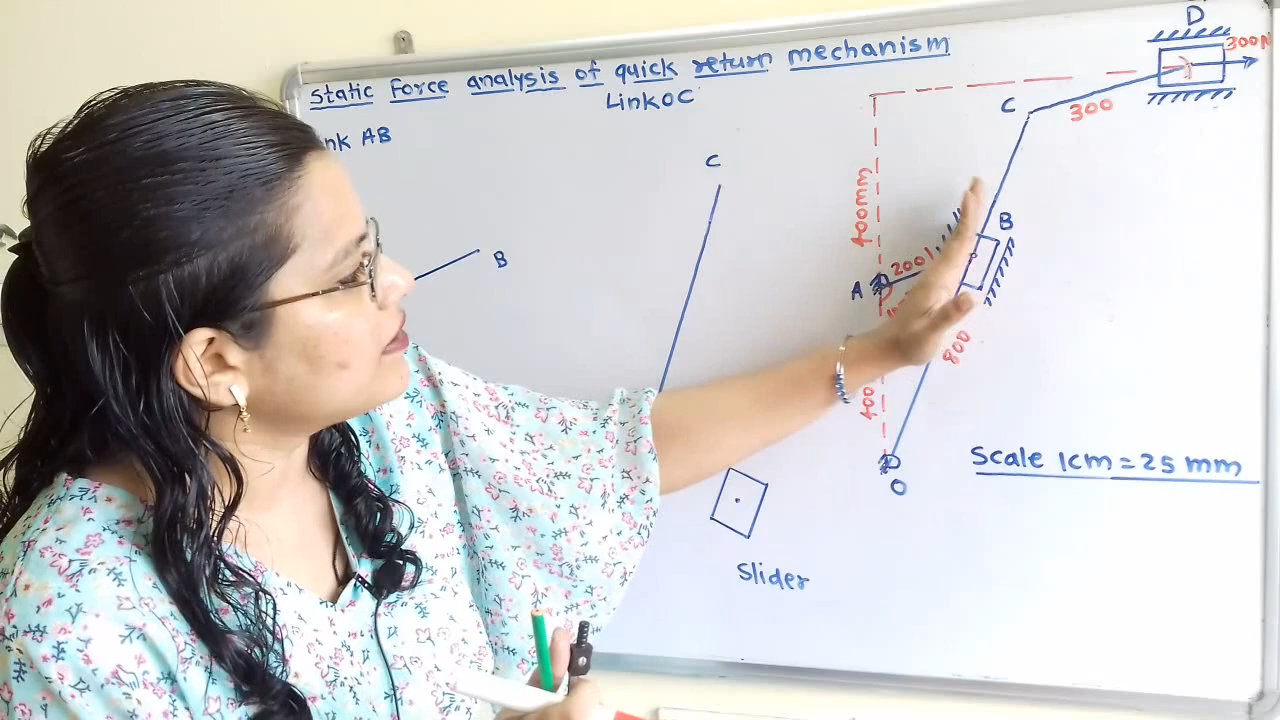 Static Force analysis of quick return mechanism
Link OC
nk AB
C
B
D
300N
C
300
400mm
B
200
A
800
400
O
Scale 1cm = 25 mm
Slider